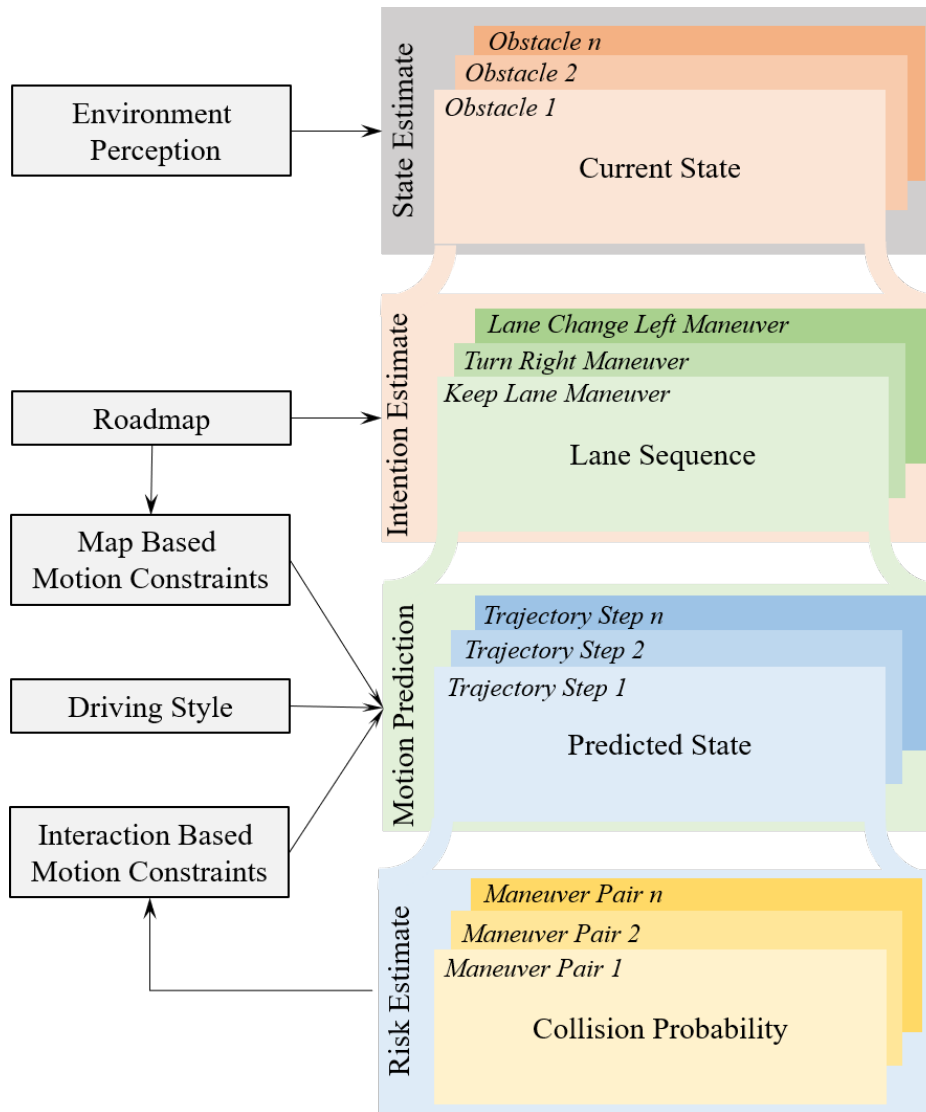 Environment
Perception
State Estimate
Obstacle n
Obstacle 2
Obstacle 1
Current State
Roadmap
Intention Estimate
Lane Change Left Maneuver
Turn Right Maneuver
Keep Lane Maneuver
Lane Sequence
Map Based
Motion Constraints
Driving Style
Interaction Based
Motion Constraints
Motion Prediction
Trajectory Step n
Trajectory Step 2
Trajectory Step 1
Predicted State
Risk Estimate
Maneuver Pair n
Maneuver Pair 2
Maneuver Pair 1
Collision Probability